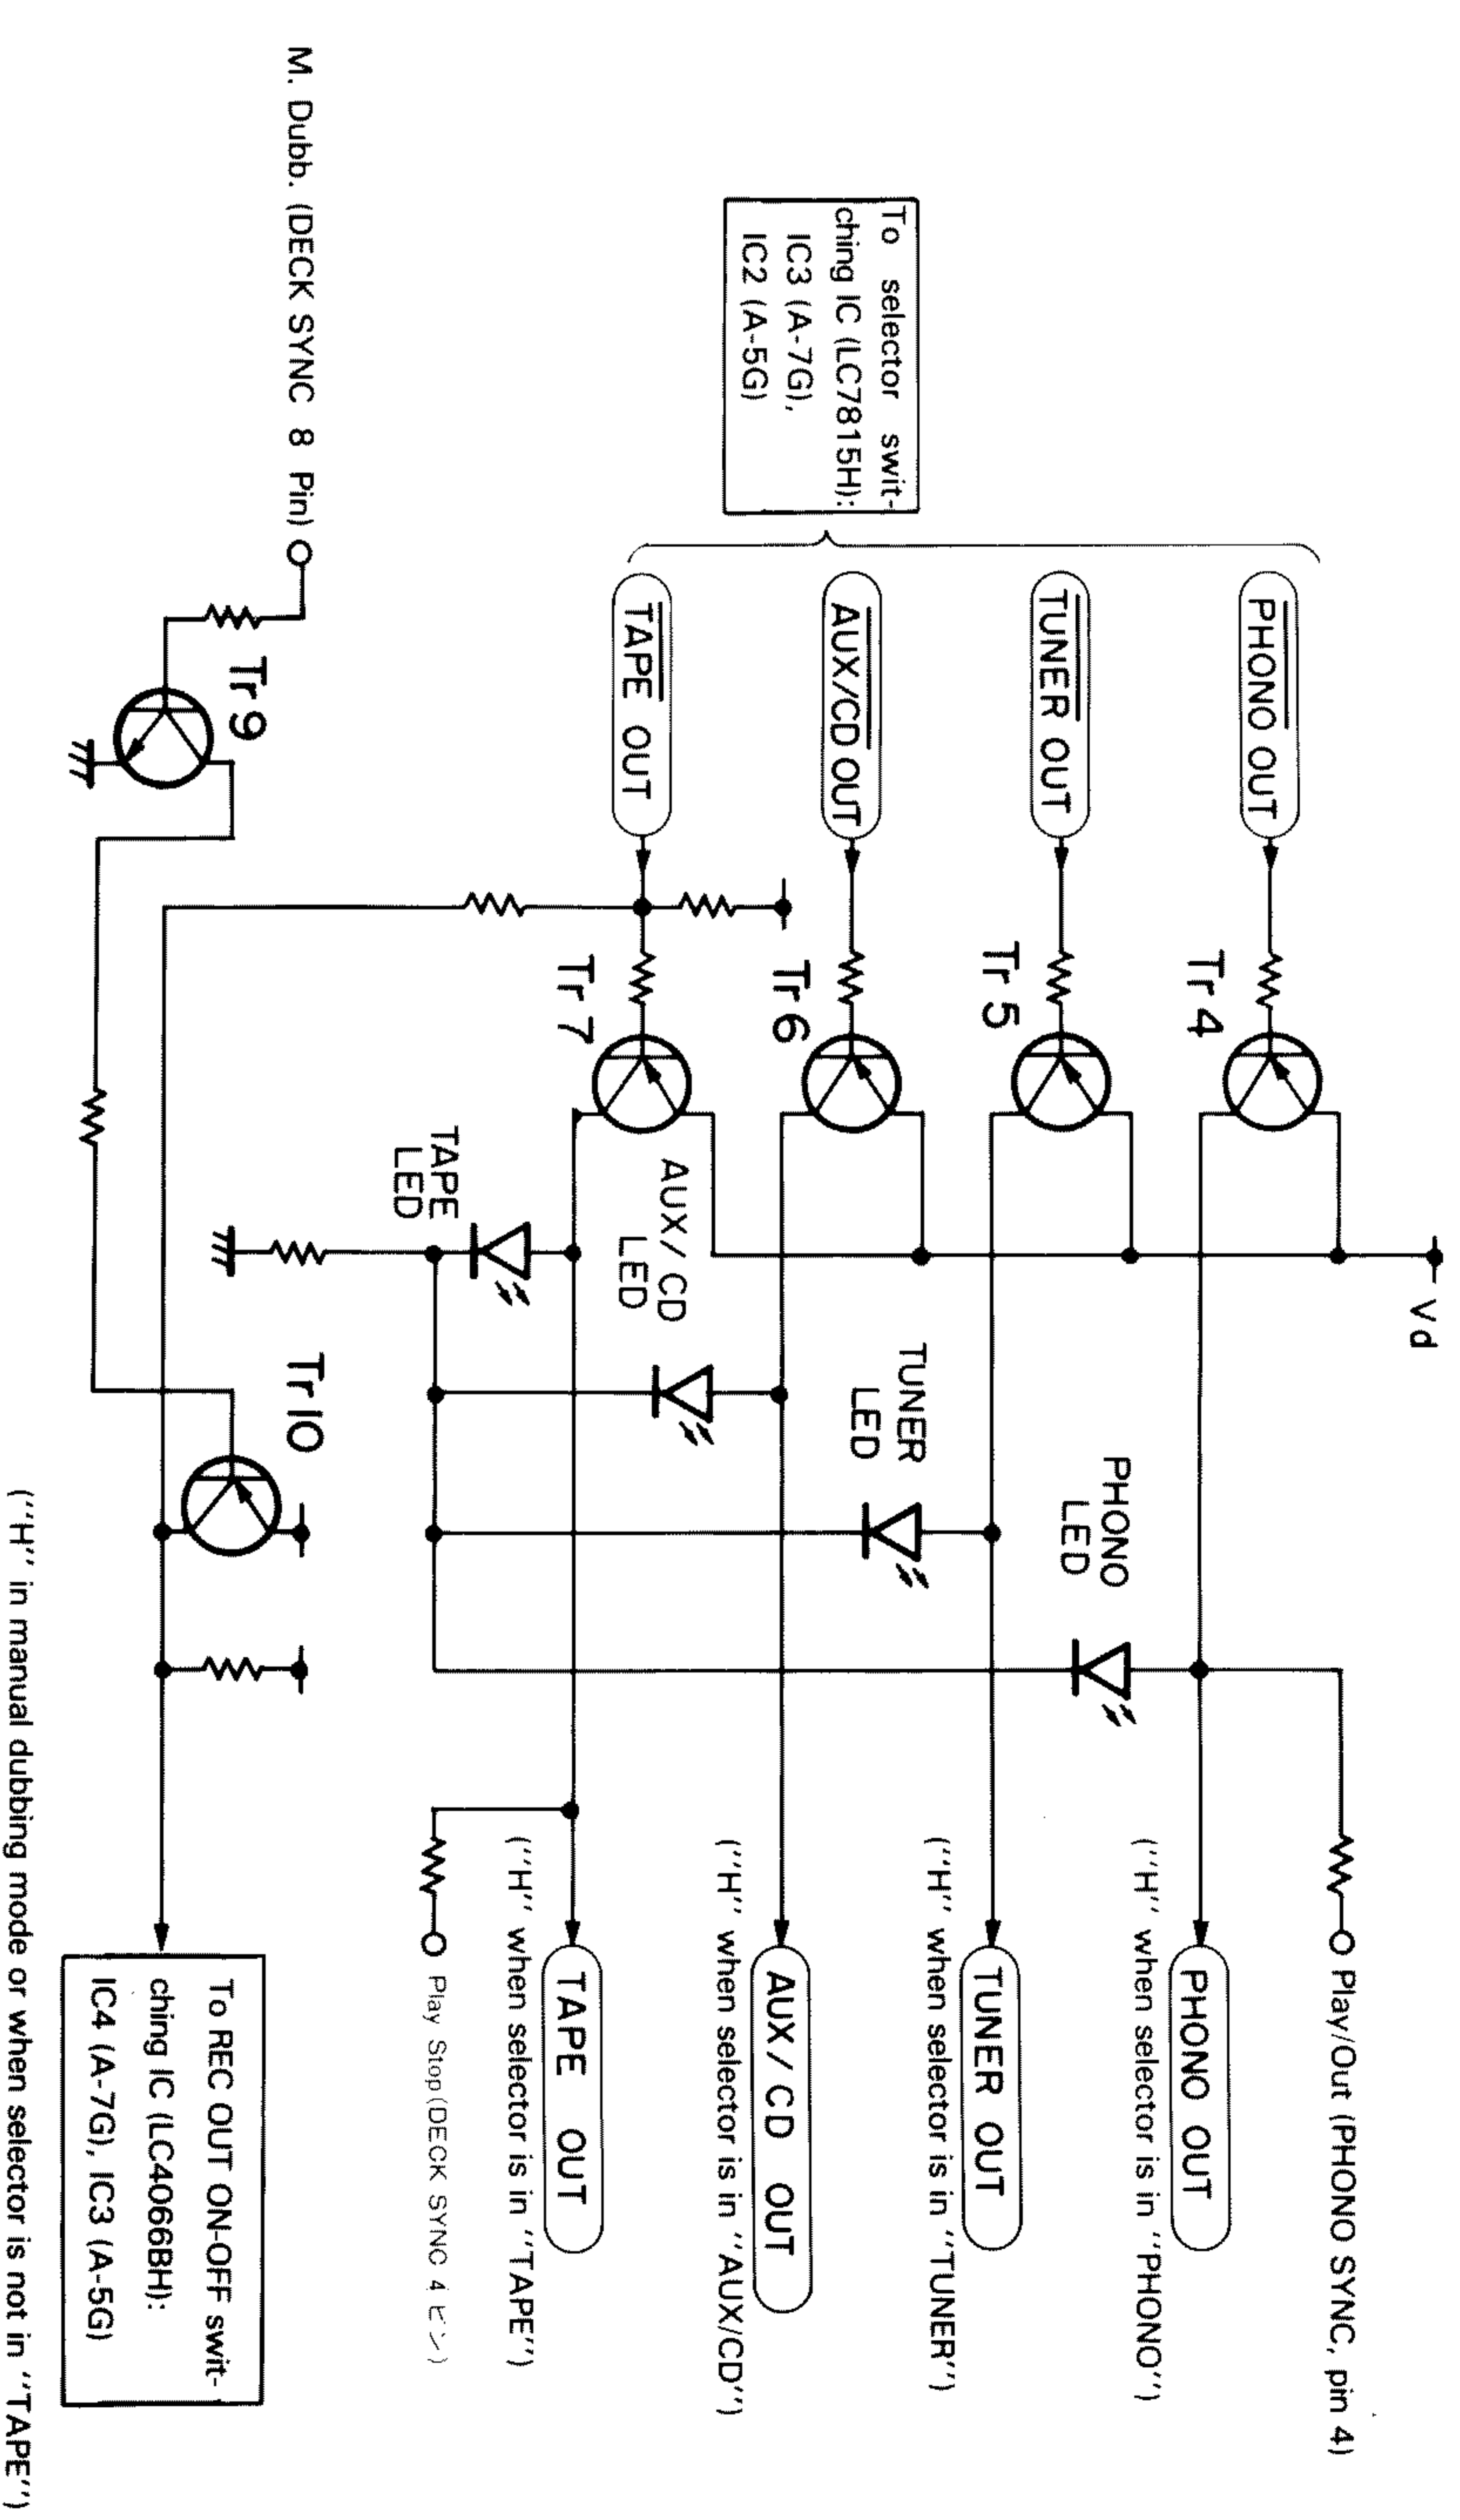 Vd
Play/Out (PHONO SYNC, pin 4)
PHONO OUT
Tr 4
PHONO OUT
("H" when selector is in "PHONO")
PHONO
LED
TUNER OUT
Tr 5
TUNER OUT
("H" when selector is in "TUNER")
TUNER
LED
To selector swit-
ching IC (LC7815H):
IC3 (A-7G),
IC2 (A-5G)
AUX/CD OUT
Tr 6
AUX/CD OUT
("H" when selector is in "AUX/CD")
AUX/CD
LED
TAPE OUT
Tr 7
TAPE OUT
("H" when selector is in "TAPE")
TAPE
LED
Play Stop(DECK SYNC 4 ピン)
M. Dubb. (DECK SYNC 8 Pin)
Tr 9
Tr 10
To REC OUT ON-OFF swit-
ching IC (LC4066BH):
IC4 (A-7G), IC3 (A-5G)
("H" in manual dubbing mode or when selector is not in "TAPE")